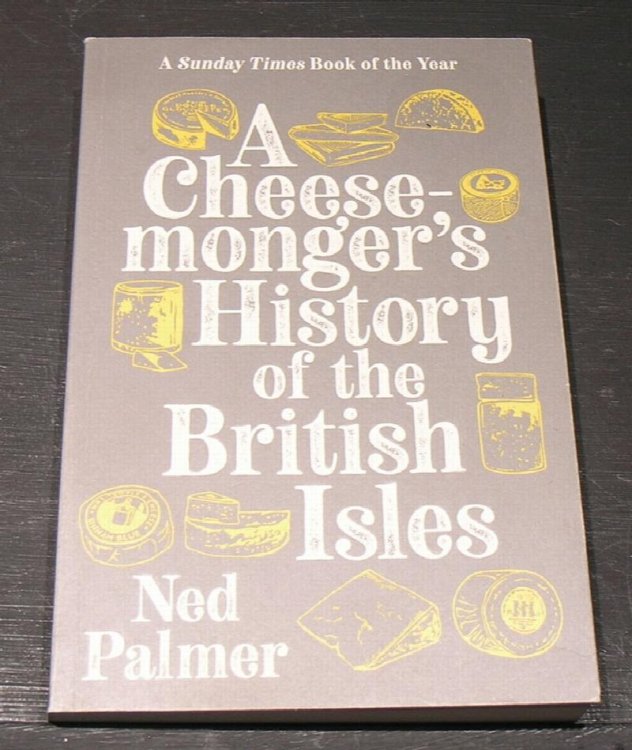 A Sunday Times Book of the Year
A
Cheese-
monger's
History
of the
British
Isles
Ned
Palmer